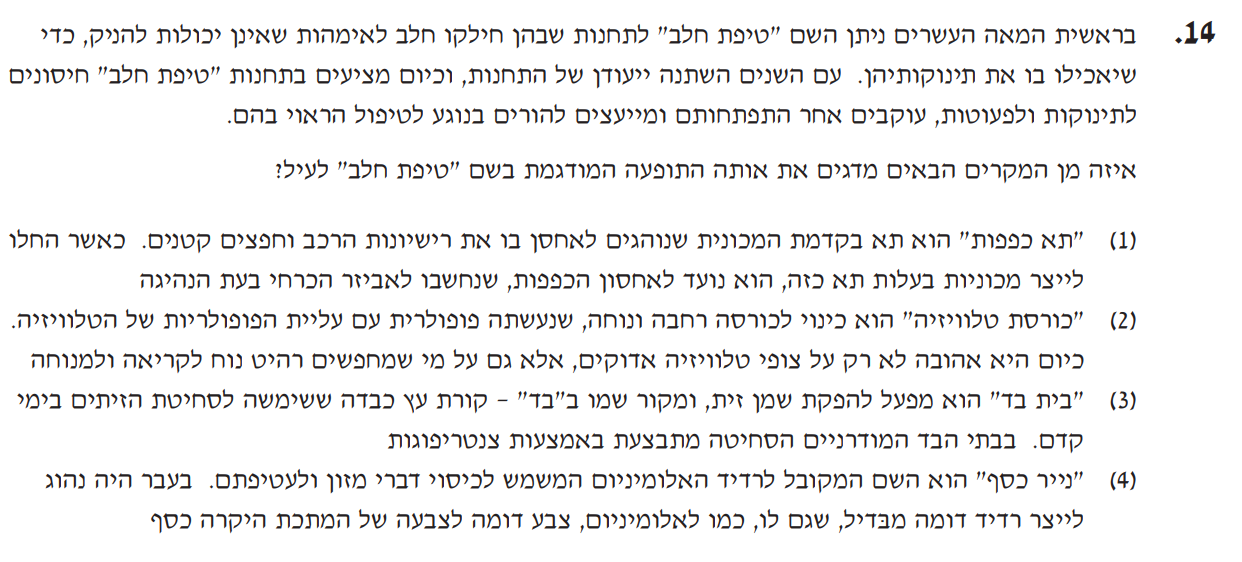 14. בראשית המאה העשרים ניתן השם "טיפת חלב" לתחנות שבהן חילקו חלב לאימהות שאינן יכולות להניק, כדי
שיאכילו בו את תינוקותיהן. עם השנים השתנה ייעודן של התחנות, וכיום מציעים בתחנות "טיפת חלב" חיסונים
לתינוקות ולפעוטות, עוקבים אחר התפתחותם ומייעצים להורים בנוגע לטיפול הראוי בהם.
איזה מן המקרים הבאים מדגים את אותה התופעה המודגמת בשם "טיפת חלב" לעיל?
(1) "תא כפפות" הוא תא בקדמת המכונית שנוהגים לאחסן בו את רישיונות הרכב וחפצים קטנים. כאשר החלו
לייצר מכוניות בעלות תא כזה, הוא נועד לאחסון הכפפות, שנחשבו לאביזר הכרחי בעת הנהיגה
(2) "כורסת טלוויזיה" הוא כינוי לכורסה רחבה ונוחה, שנעשתה פופולרית עם עליית הפופולריות של הטלוויזיה.
כיום היא אהובה לא רק על צופי טלוויזיה אדוקים, אלא גם על מי שמחפשים רהיט נוח לקריאה ולמנוחה
(3) "בית בד" הוא מפעל להפקת שמן זית, ומקור שמו ב"בד" – קורת עץ כבדה ששימשה לסחיטת הזיתים בימי
קדם. בבתי הבד המודרניים הסחיטה מתבצעת באמצעות צנטריפוגות
(4) "נייר כסף" הוא השם המקובל לרדיד האלומיניום המשמש לכיסוי דברי מזון ולעטיפתם. בעבר היה נהוג
לייצר רדיד דומה מבּדיל, שגם לו, כמו לאלומיניום, צבע דומה לצבעה של המתכת היקרה כסף